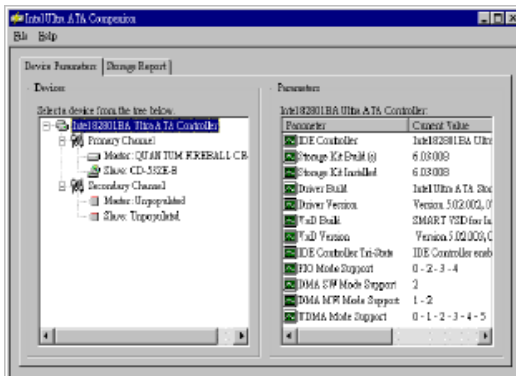 Intel Ultra ATA Companion
File Help
Device Parameters Storage Report
Devices
Select a device from the tree below.
Intel 82801BA Ultra ATA Controller
Primary Channel
Master: QUANTUM FIREBALL CR
Slave: CD-532E-B
Secondary Channel
Master: Unpopulated
Slave: Unpopulated
Parameters
Intel 82801BA Ultra ATA Controller:
Parameter Current Value
IDE Controller Intel 82801BA Ultra
Storage Kit Build(s) 6.03.008
Storage Kit Installed 6.03.008
Driver Build Intel Ultra ATA Stor
Driver Version Version 5.02.002, 0
VxD Build SMART VSD for In
VxD Version Version 5.02.003, 0
IDE Controller Tri-State IDE Controller enab
PIO Mode Support 0 - 2 - 3 - 4
DMA SW Mode Support 2
DMA MW Mode Support 1 - 2
UDMA Mode Support 0 - 1 - 2 - 3 - 4 - 5